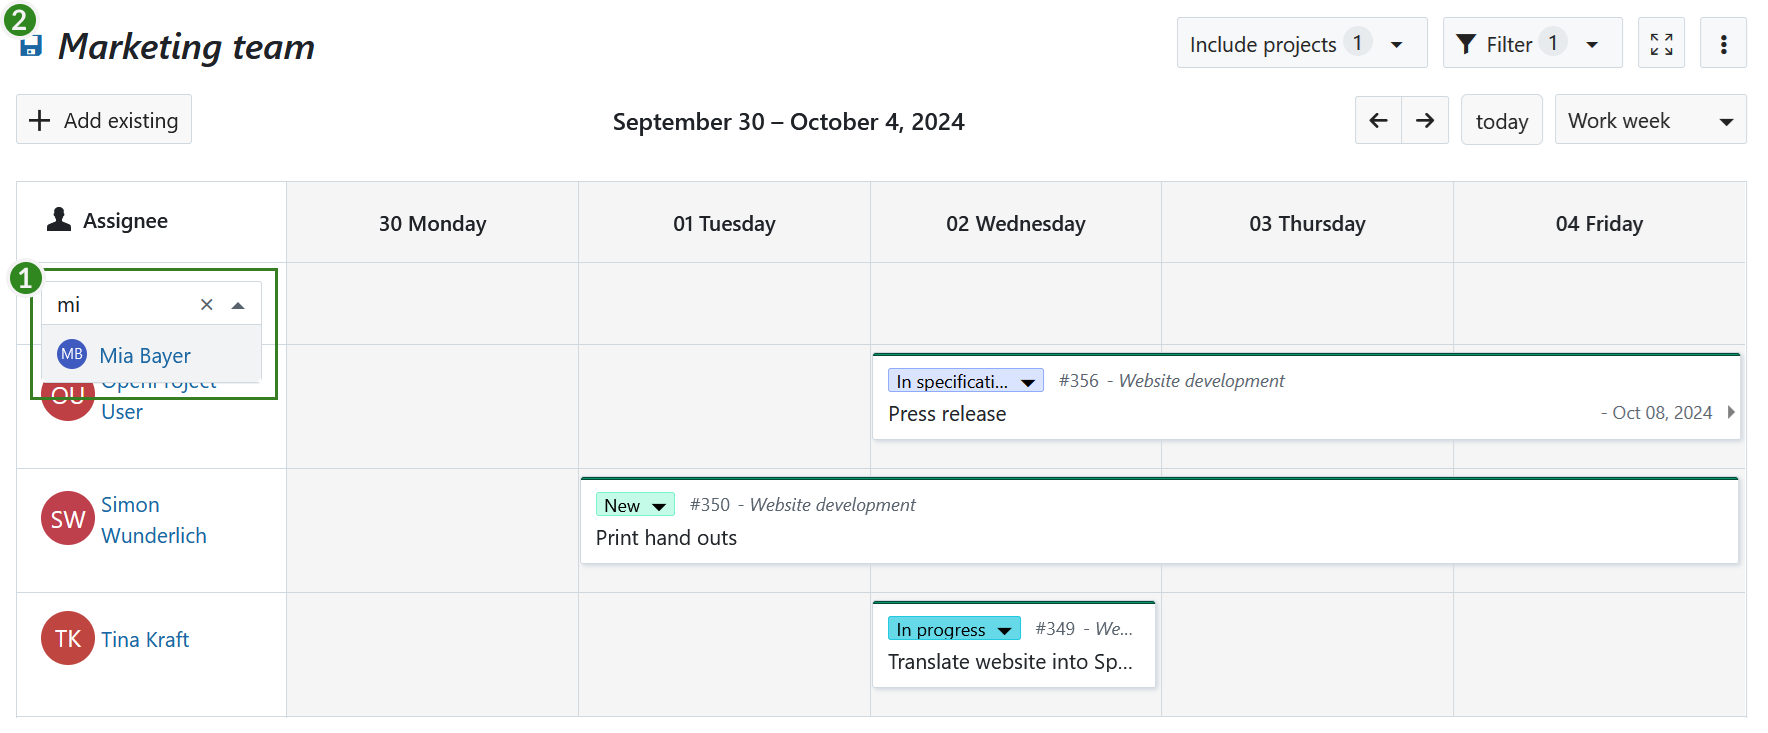 2
Marketing team
Include projects 1
Filter 1
Add existing
September 30 – October 4, 2024
today
Work week
Assignee
30 Monday
01 Tuesday
02 Wednesday
03 Thursday
04 Friday
1
mi
MB Mia Bayer
OU OpenProject
User
In specificati... #356 - Website development
Press release
- Oct 08, 2024
SW Simon
Wunderlich
New #350 - Website development
Print hand outs
TK Tina Kraft
In progress #349 - We...
Translate website into Sp...